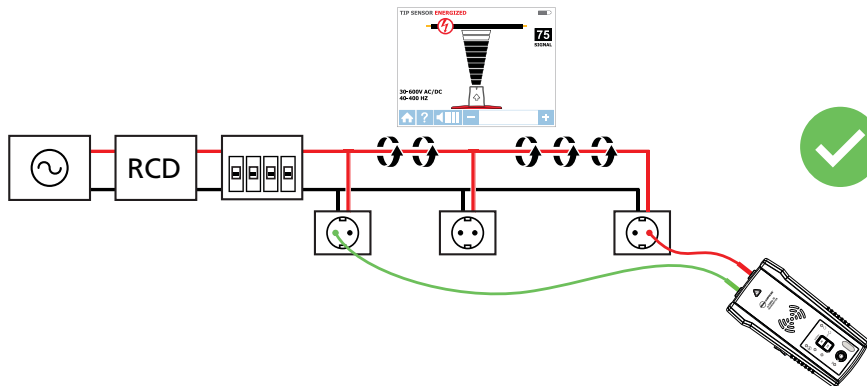 TIP SENSOR ENERGIZED
75
SIGNAL
30-600V AC/DC
40-400 HZ
?
RCD